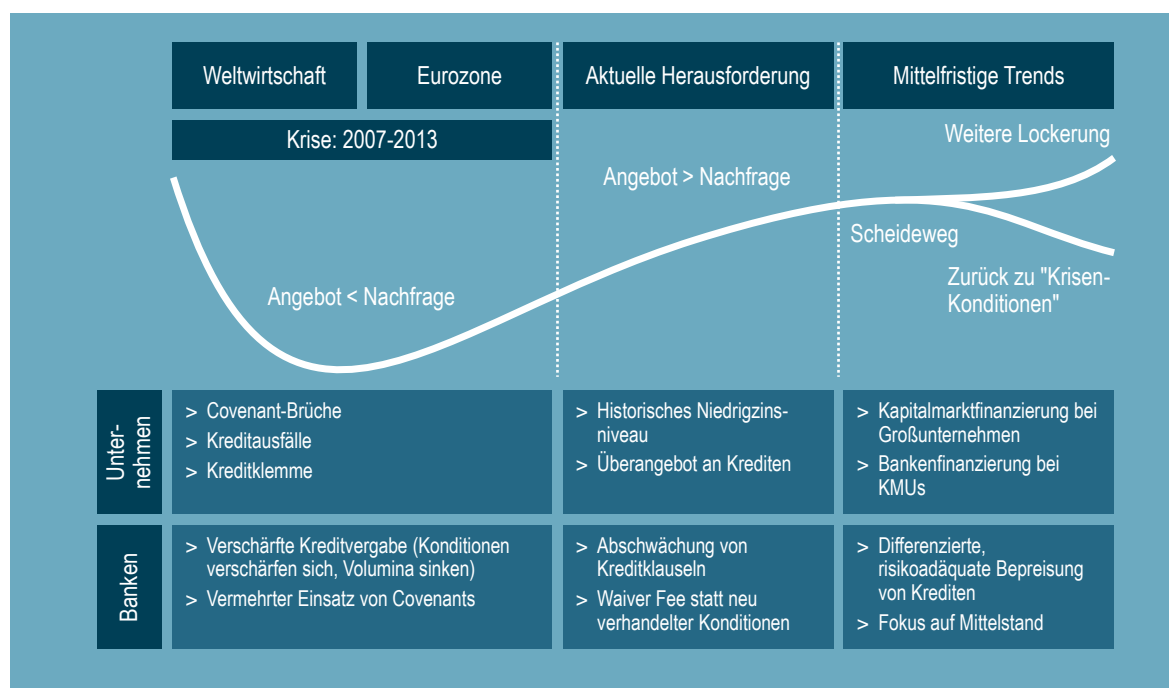 Weltwirtschaft
Eurozone
Aktuelle Herausforderung
Mittelfristige Trends
Krise: 2007-2013
Weitere Lockerung
Angebot > Nachfrage
Scheideweg
Angebot < Nachfrage
Zurück zu "Krisen-
Konditionen"
Unter-
nehmen
> Covenant-Brüche
> Kreditausfälle
> Kreditklemme
> Historisches Niedrigzins-
niveau
> Überangebot an Krediten
> Kapitalmarktfinanzierung bei
Großunternehmen
> Bankenfinanzierung bei
KMUs
Banken
> Verschärfte Kreditvergabe (Konditionen
verschärfen sich, Volumina sinken)
> Vermehrter Einsatz von Covenants
> Abschwächung von
Kreditklauseln
> Waiver Fee statt neu
verhandelter Konditionen
> Differenzierte,
risikoadäquate Bepreisung
von Krediten
> Fokus auf Mittelstand